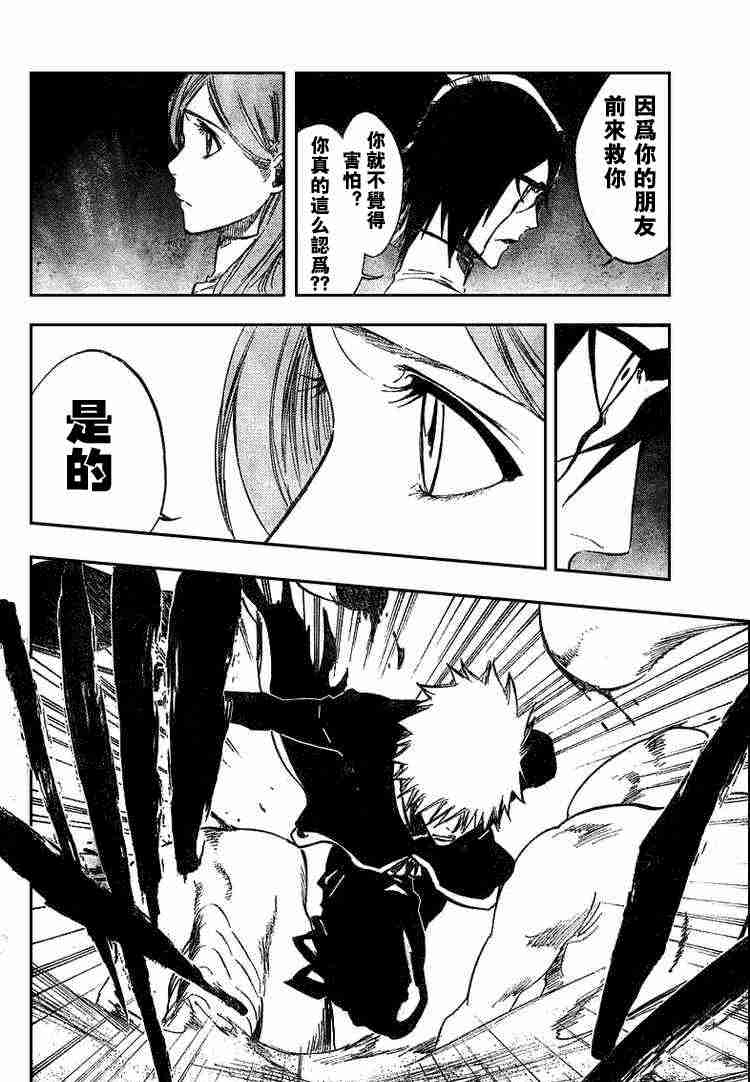 因爲你的朋友
前來救你
你就不覺得
害怕？
你真的這么認爲??
是的